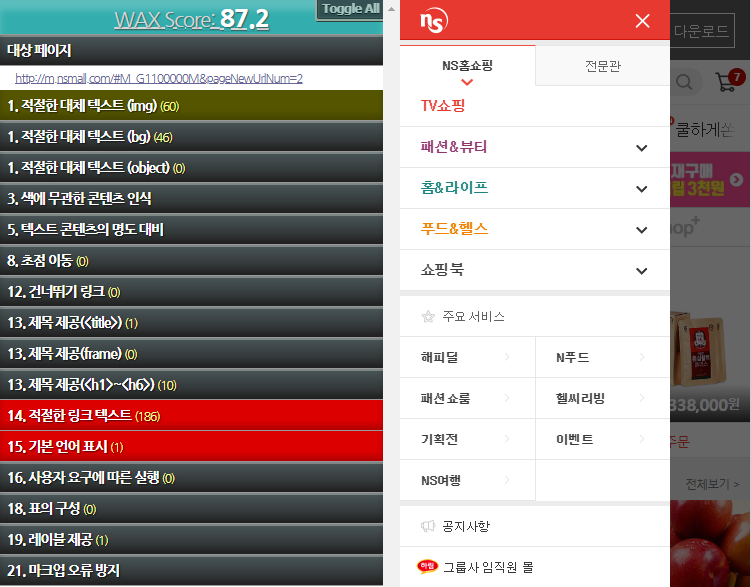 WAX Score: 87.2
Toggle All
대상 페이지
http://m.nsmall.com/#M_G1100000M&pageNewUrlNum=2
1. 적절한 대체 텍스트 (img) (60)
1. 적절한 대체 텍스트 (bg) (46)
1. 적절한 대체 텍스트 (object) (0)
3. 색에 무관한 콘텐츠 인식
5. 텍스트 콘텐츠의 명도 대비
8. 초점 이동 (0)
12. 건너뛰기 링크 (0)
13. 제목 제공(<title>) (1)
13. 제목 제공(frame) (0)
13. 제목 제공(<h1>~<h6>) (10)
14. 적절한 링크 텍스트 (186)
15. 기본 언어 표시 (1)
16. 사용자 요구에 따른 실행 (0)
18. 표의 구성 (0)
19. 레이블 제공 (1)
21. 마크업 오류 방지
ns
NS홈쇼핑
전문관
TV쇼핑
패션&뷰티
홈&라이프
푸드&헬스
쇼핑북
주요 서비스
해피딜
N푸드
패션쇼룸
헬씨리빙
기획전
이벤트
NS여행
공지사항
하림
그룹사 임직원 몰
다운로드
7
쿨하게쏜
재구매
립 3천원
hop+
338,000원
주문
전체보기 >